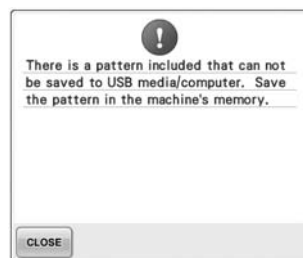 There is a pattern included that can not
be saved to USB media/computer. Save
the pattern in the machine's memory.
CLOSE